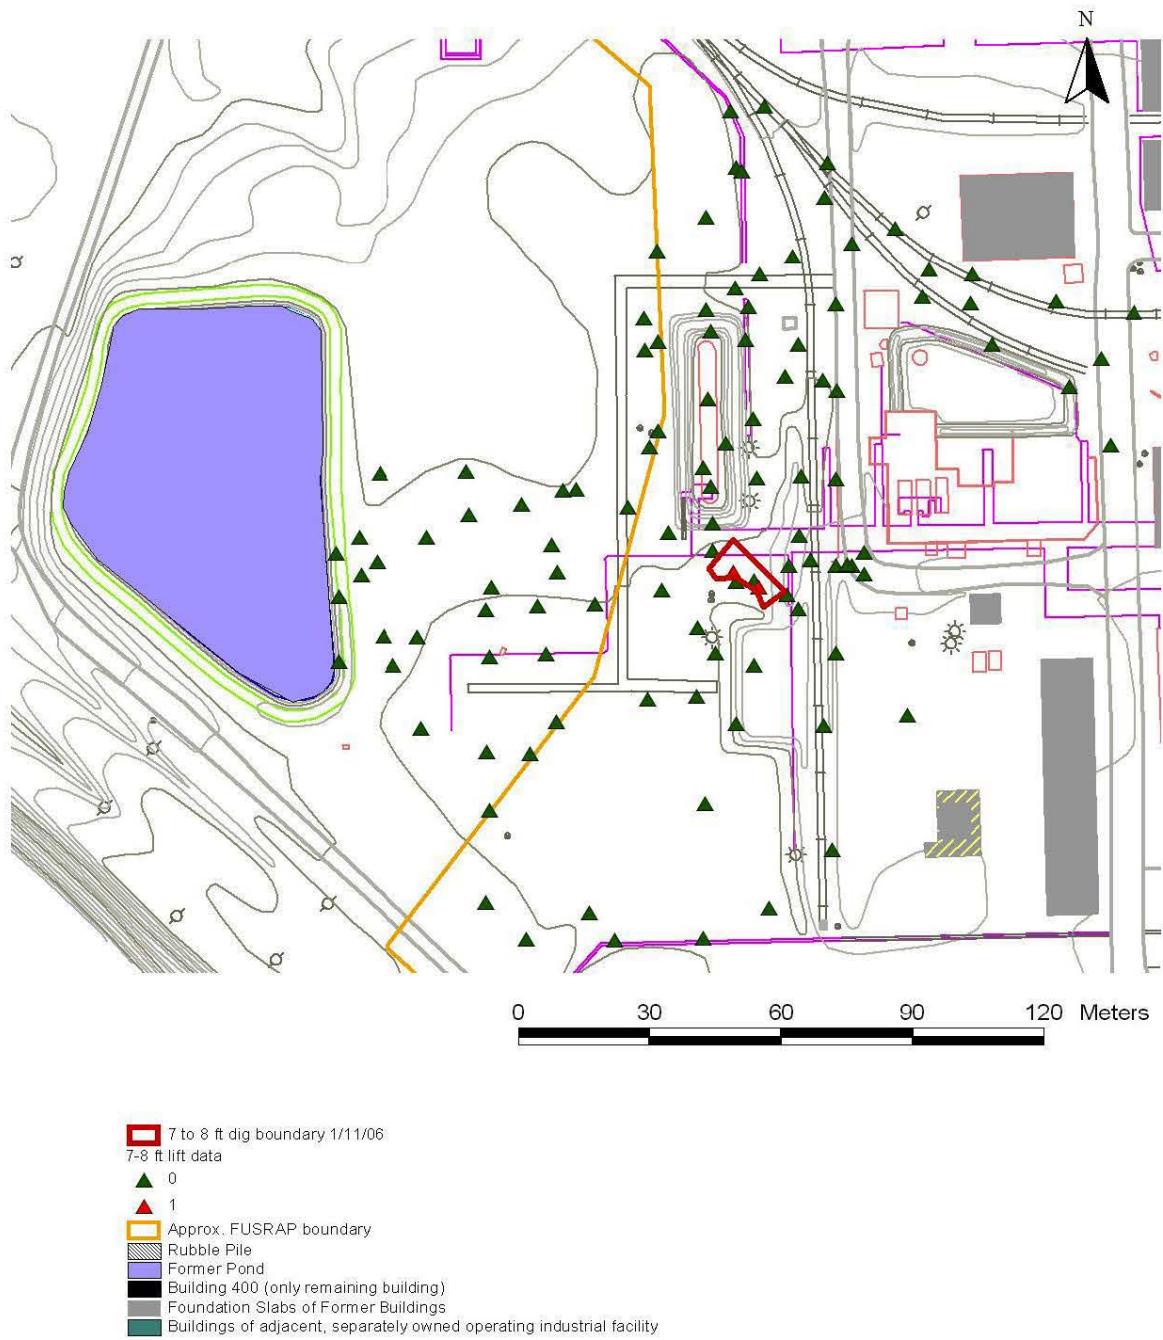 N
0 30 60 90 120 Meters
7 to 8 ft dig boundary 1/11/06
7-8 ft lift data
0
1
Approx. FUSRAP boundary
Rubble Pile
Former Pond
Building 400 (only remaining building)
Foundation Slabs of Former Buildings
Buildings of adjacent, separately owned operating industrial facility